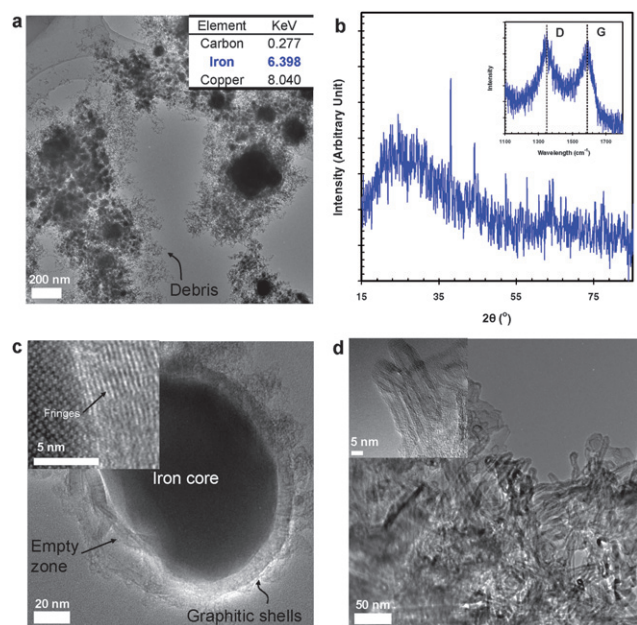 a
Element KeV
Carbon 0.277
Iron 6.398
Copper 8.040
Debris
200 nm
b
D G
Intensity
1100 1300 1500 1700
Wavelength (cm⁻¹)
Intensity (Arbitrary Unit)
15 35 55 75
2θ (°)
c
Fringes
5 nm
Iron core
Empty
zone
Graphitic shells
20 nm
d
5 nm
50 nm